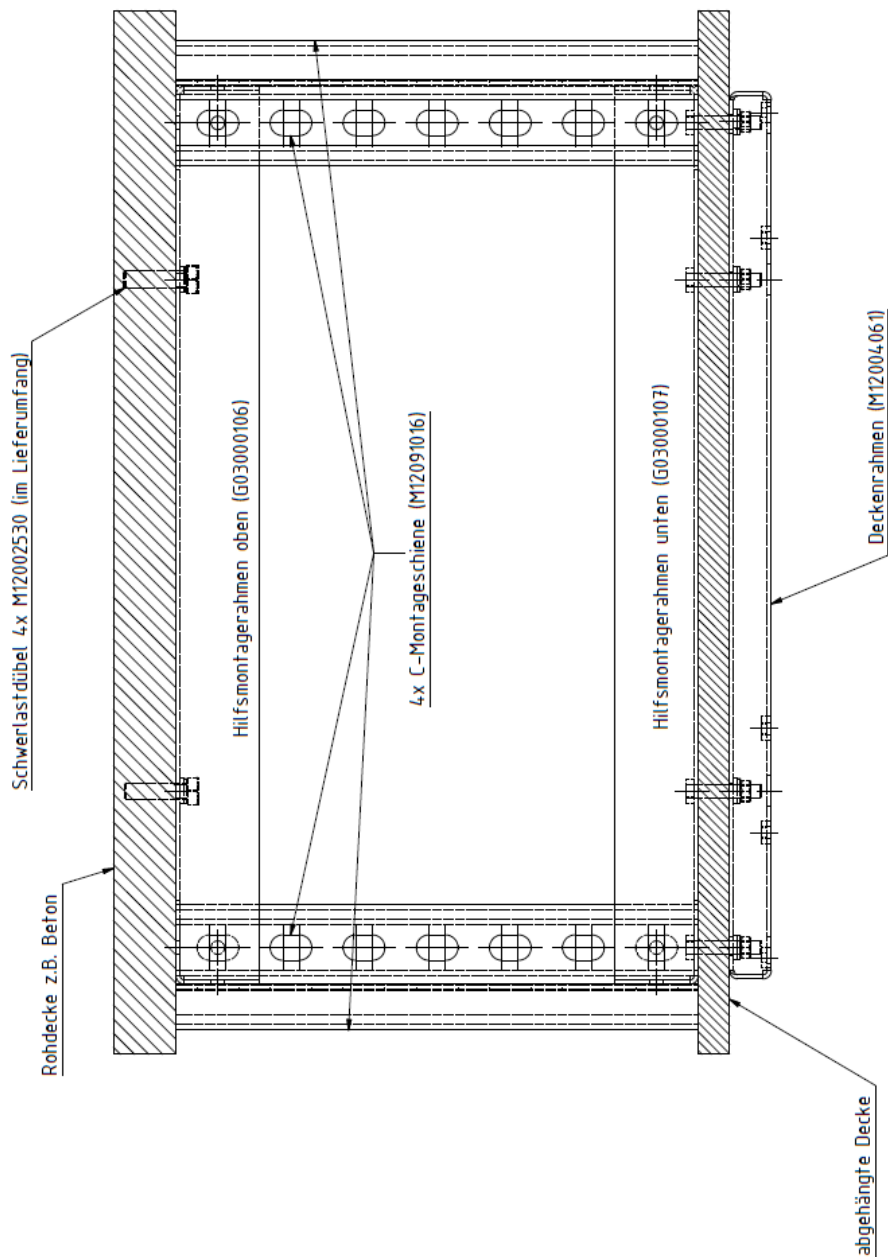 Schwerlastdübel 4x M12002530 (im Lieferumfang)
Rohdecke z.B. Beton
Hilfsmontagerahmen oben (G03000106)
4x C-Montageschiene (M12091016)
Hilfsmontagerahmen unten (G03000107)
Deckenrahmen (M12004061)
abgehängte Decke